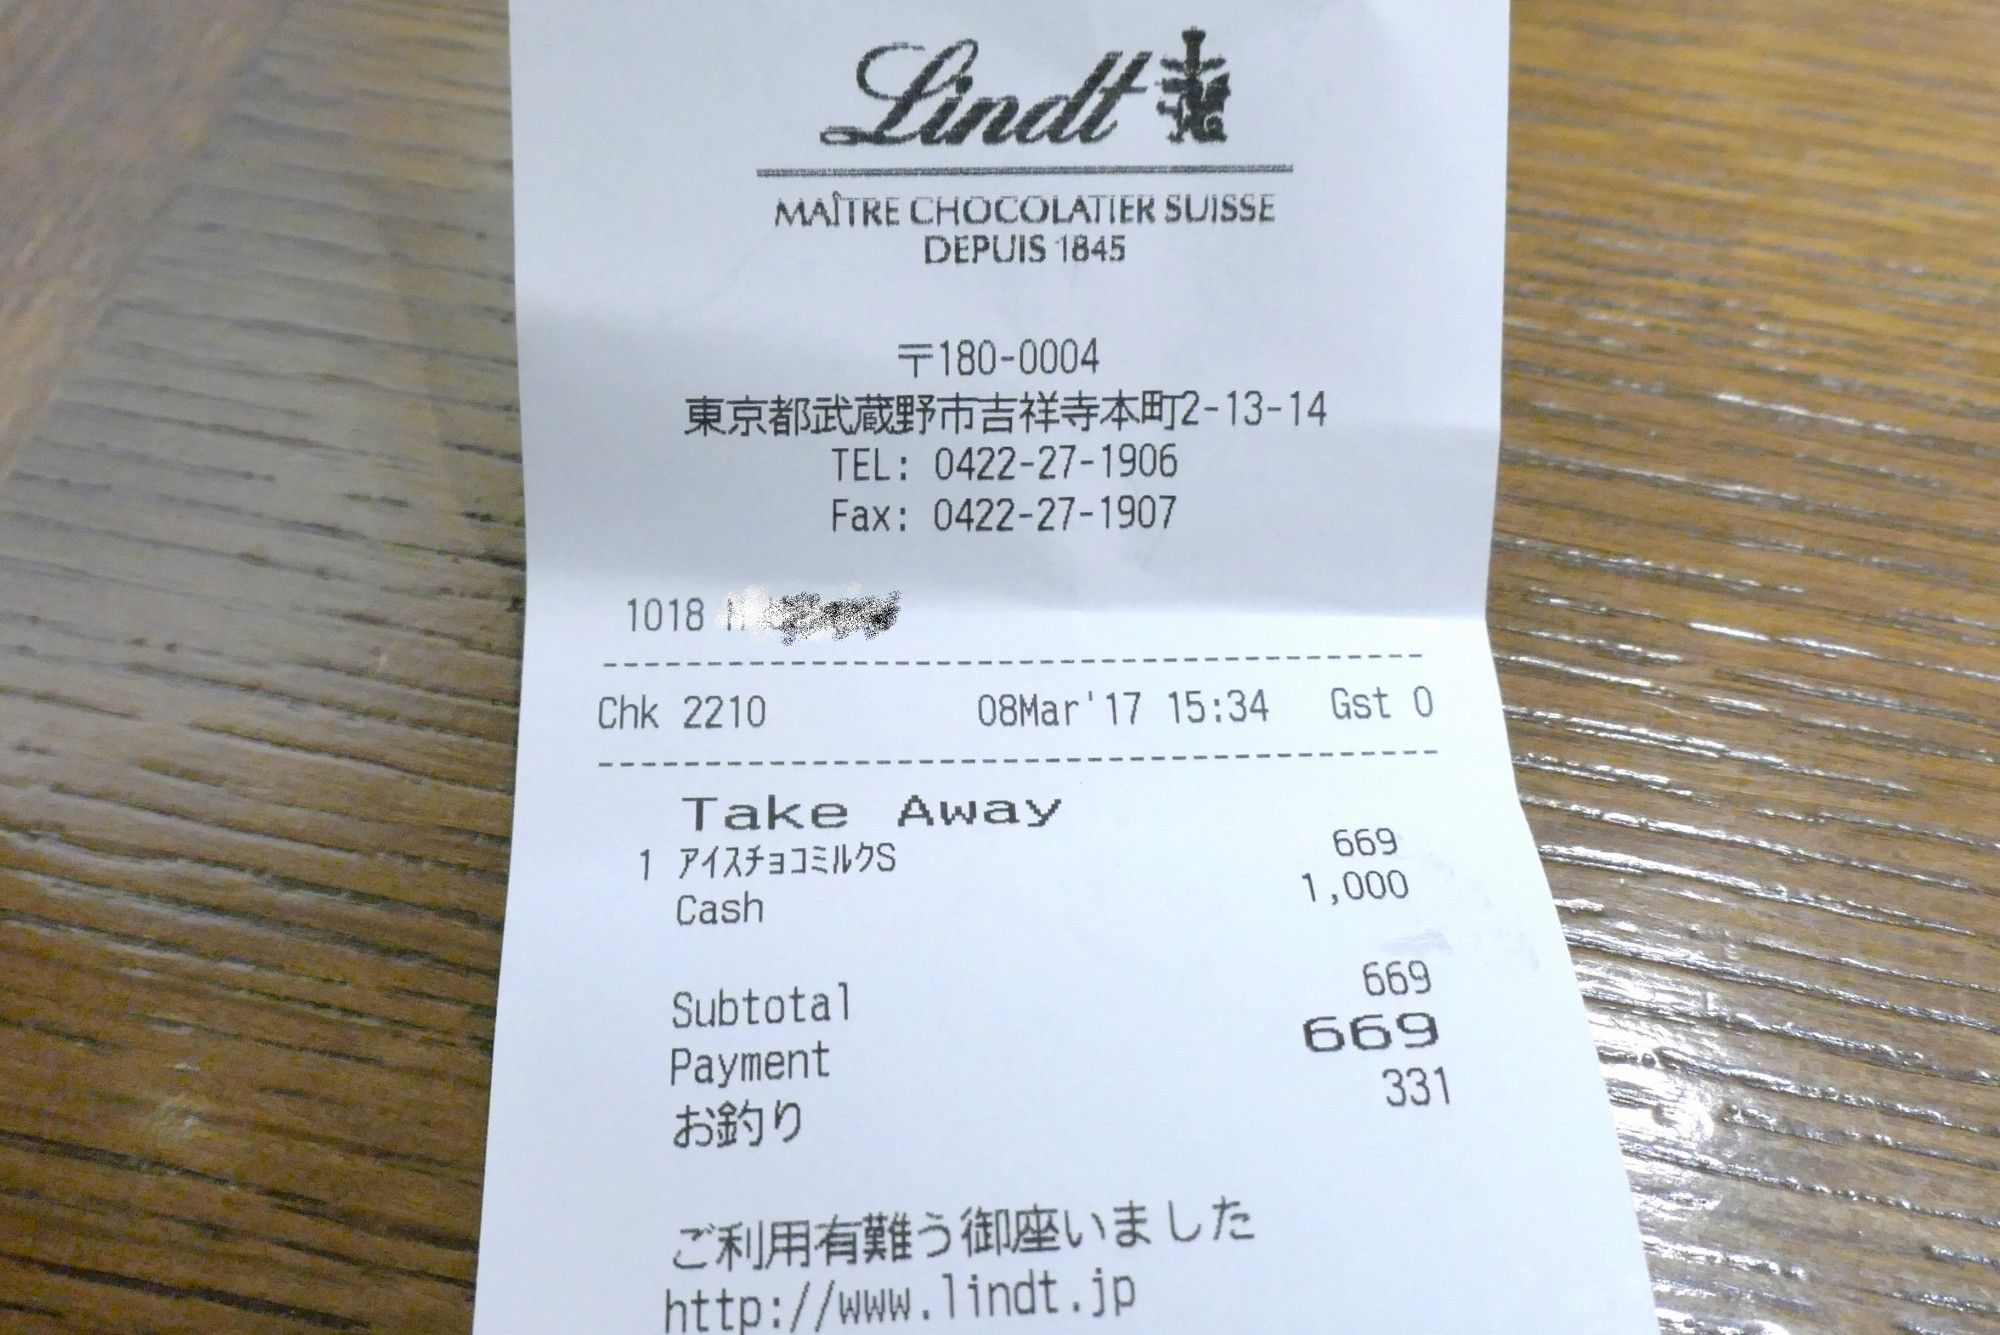 Lindt
MAÎTRE CHOCOLATIER SUISSE
DEPUIS 1845
〒180-0004
東京都武蔵野市吉祥寺本町2-13-14
TEL: 0422-27-1906
Fax: 0422-27-1907
1018
Chk 2210 08Mar'17 15:34 Gst 0
Take Away
1 ｱｲｽﾁｮｺﾐﾙｸS 669
Cash 1,000
Subtotal 669
Payment 669
お釣り 331
ご利用有難う御座いました
http://www.lindt.jp